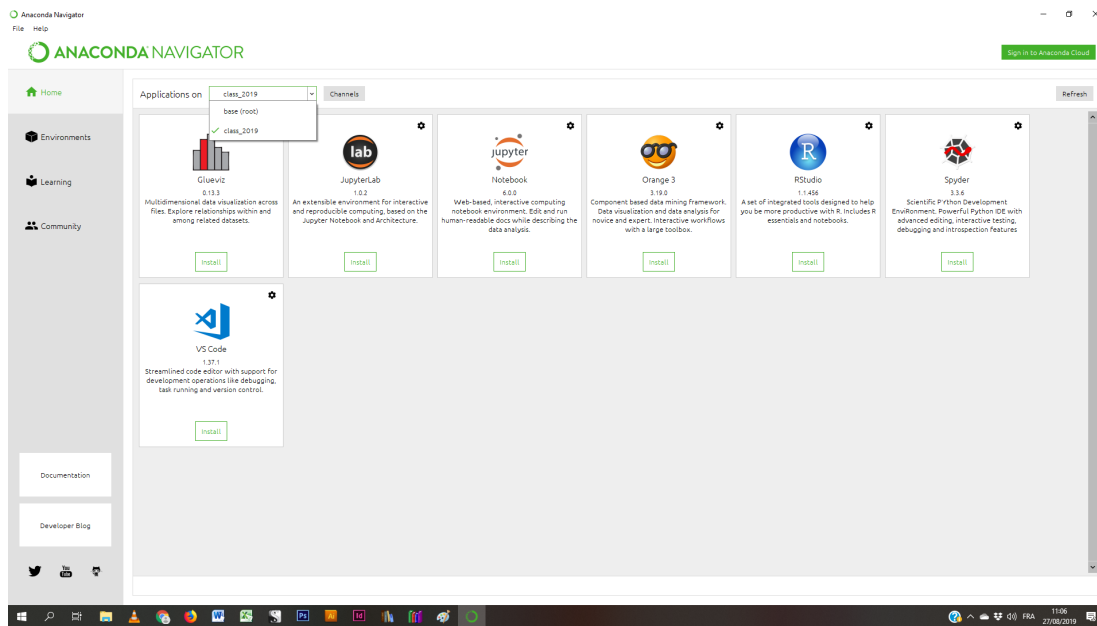 Anaconda Navigator
File Help
ANACONDA NAVIGATOR
Sign in to Anaconda Cloud
Home
Environments
Learning
Community
Documentation
Developer Blog
You
Tube
Applications on class_2019 Channels Refresh
base (root)
class_2019
Glueviz
0.13.3
Multidimensional data visualization across
files. Explore relationships within and
among related datasets.
Install
lab
JupyterLab
1.0.2
An extensible environment for interactive
and reproducible computing, based on the
Jupyter Notebook and Architecture.
Install
jupyter
Notebook
6.0.0
Web-based, interactive computing
notebook environment. Edit and run
human-readable docs while describing the
data analysis.
Install
Orange 3
3.19.0
Component based data mining framework.
Data visualization and data analysis for
novice and expert. Interactive workflows
with a large toolbox.
Install
R
RStudio
1.1.456
A set of integrated tools designed to help
you be more productive with R. Includes R
essentials and notebooks.
Install
Spyder
3.3.6
Scientific PYthon Development
EnviRonment. Powerful Python IDE with
advanced editing, interactive testing,
debugging and introspection features
Install
VS Code
1.37.1
Streamlined code editor with support for
development operations like debugging,
task running and version control.
Install
Ps
Ai
Id
FRA
11:06
27/08/2019